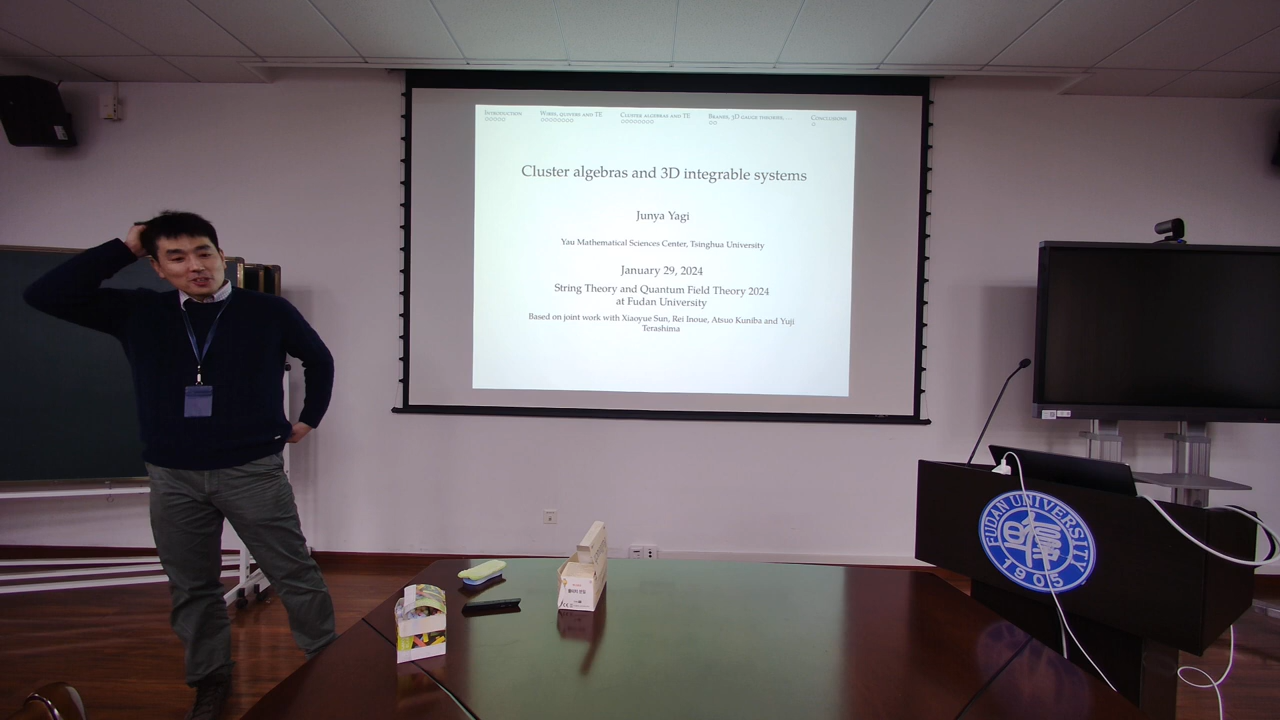 Introduction
Words, quivers and TE
Cluster algebras and TE
Branes, 3D gauge theories, ...
Conclusions
Cluster algebras and 3D integrable systems
Junya Yagi
Yau Mathematical Sciences Center, Tsinghua University
January 29, 2024
String Theory and Quantum Field Theory 2024
at Fudan University
Based on joint work with Xiaoyue Sun, Rei Inoue, Atsuo Kuniba and Yuji
Terashima
FUDAN UNIVERSITY
1905